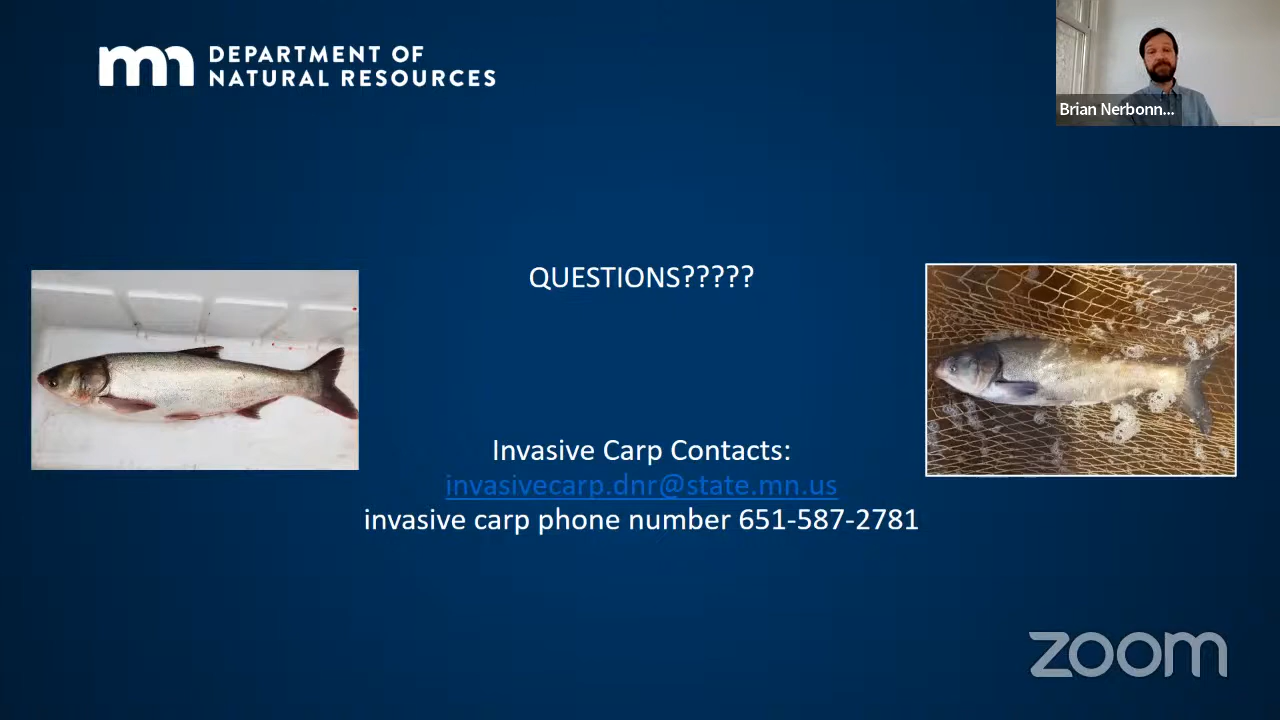 mn DEPARTMENT OF
NATURAL RESOURCES
Brian Nerbonn...
QUESTIONS?????
Invasive Carp Contacts:
invasivecarp.dnr@state.mn.us
invasive carp phone number 651-587-2781
zoom